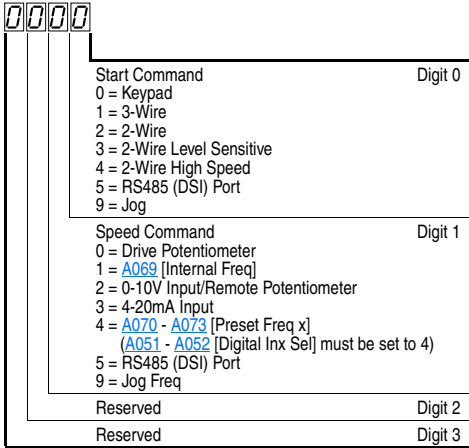 0000
Start Command Digit 0
0 = Keypad
1 = 3-Wire
2 = 2-Wire
3 = 2-Wire Level Sensitive
4 = 2-Wire High Speed
5 = RS485 (DSI) Port
9 = Jog
Speed Command Digit 1
0 = Drive Potentiometer
1 = A069 [Internal Freq]
2 = 0-10V Input/Remote Potentiometer
3 = 4-20mA Input
4 = A070 - A073 [Preset Freq x]
(A051 - A052 [Digital Inx Sel] must be set to 4)
5 = RS485 (DSI) Port
9 = Jog Freq
Reserved Digit 2
Reserved Digit 3